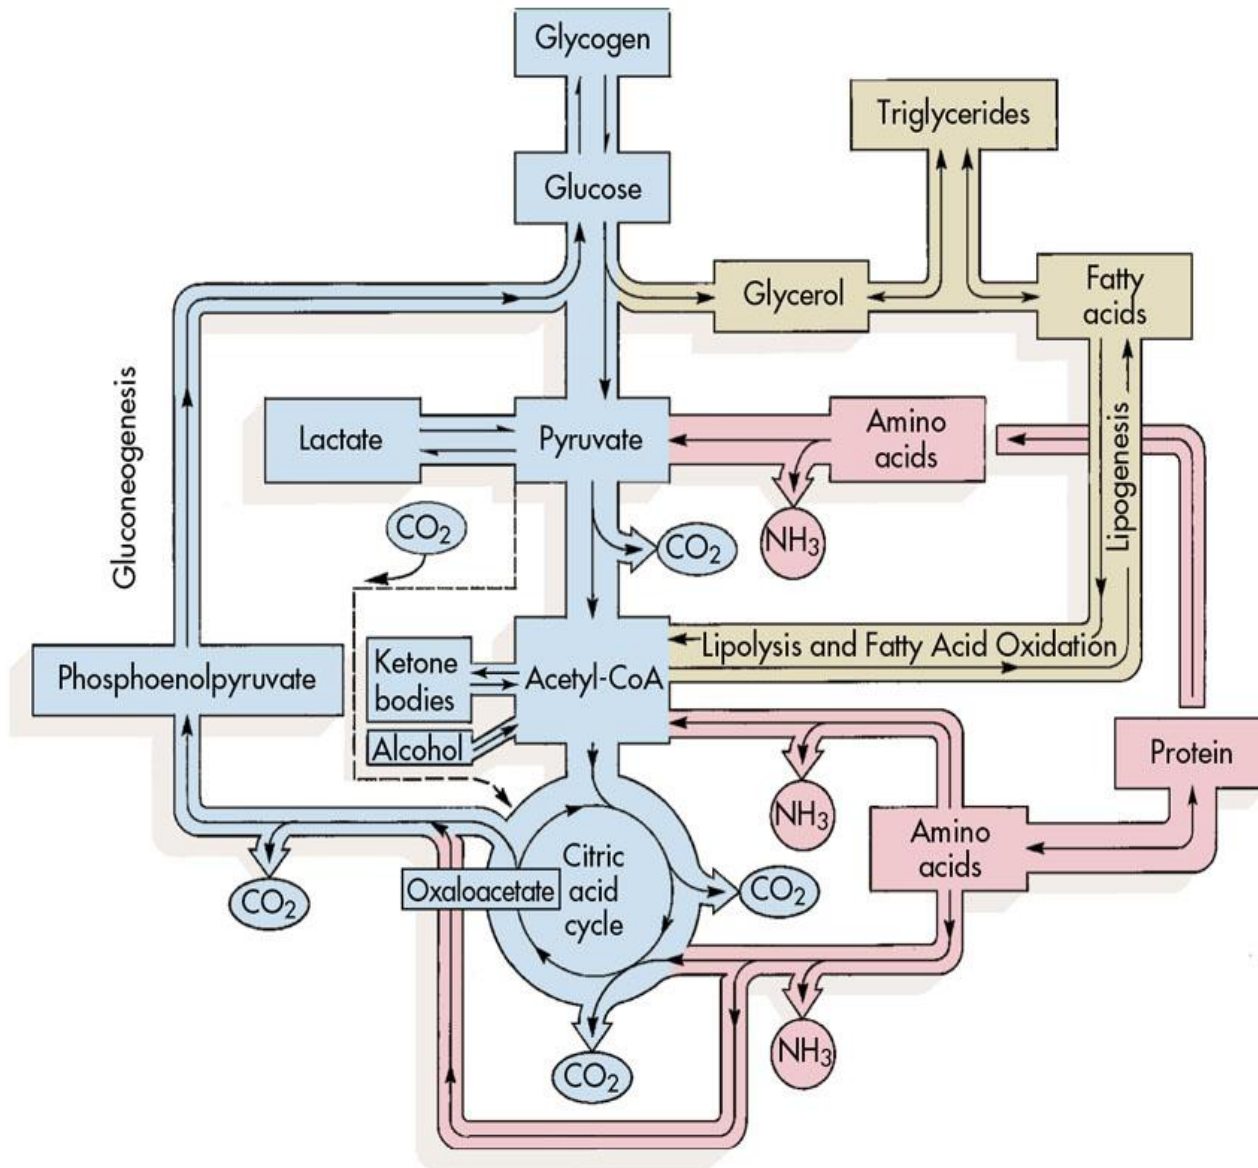 Glycogen
Triglycerides
Glucose
Glycerol
Fatty
acids
Gluconeogenesis
Lactate
Pyruvate
Amino
acids
Lipogenesis
CO2
CO2
NH3
Phosphoenolpyruvate
Ketone
bodies
Acetyl-CoA
Lipolysis and Fatty Acid Oxidation
Alcohol
Protein
NH3
Amino
acids
Citric
acid
cycle
Oxaloacetate
CO2
CO2
NH3
CO2